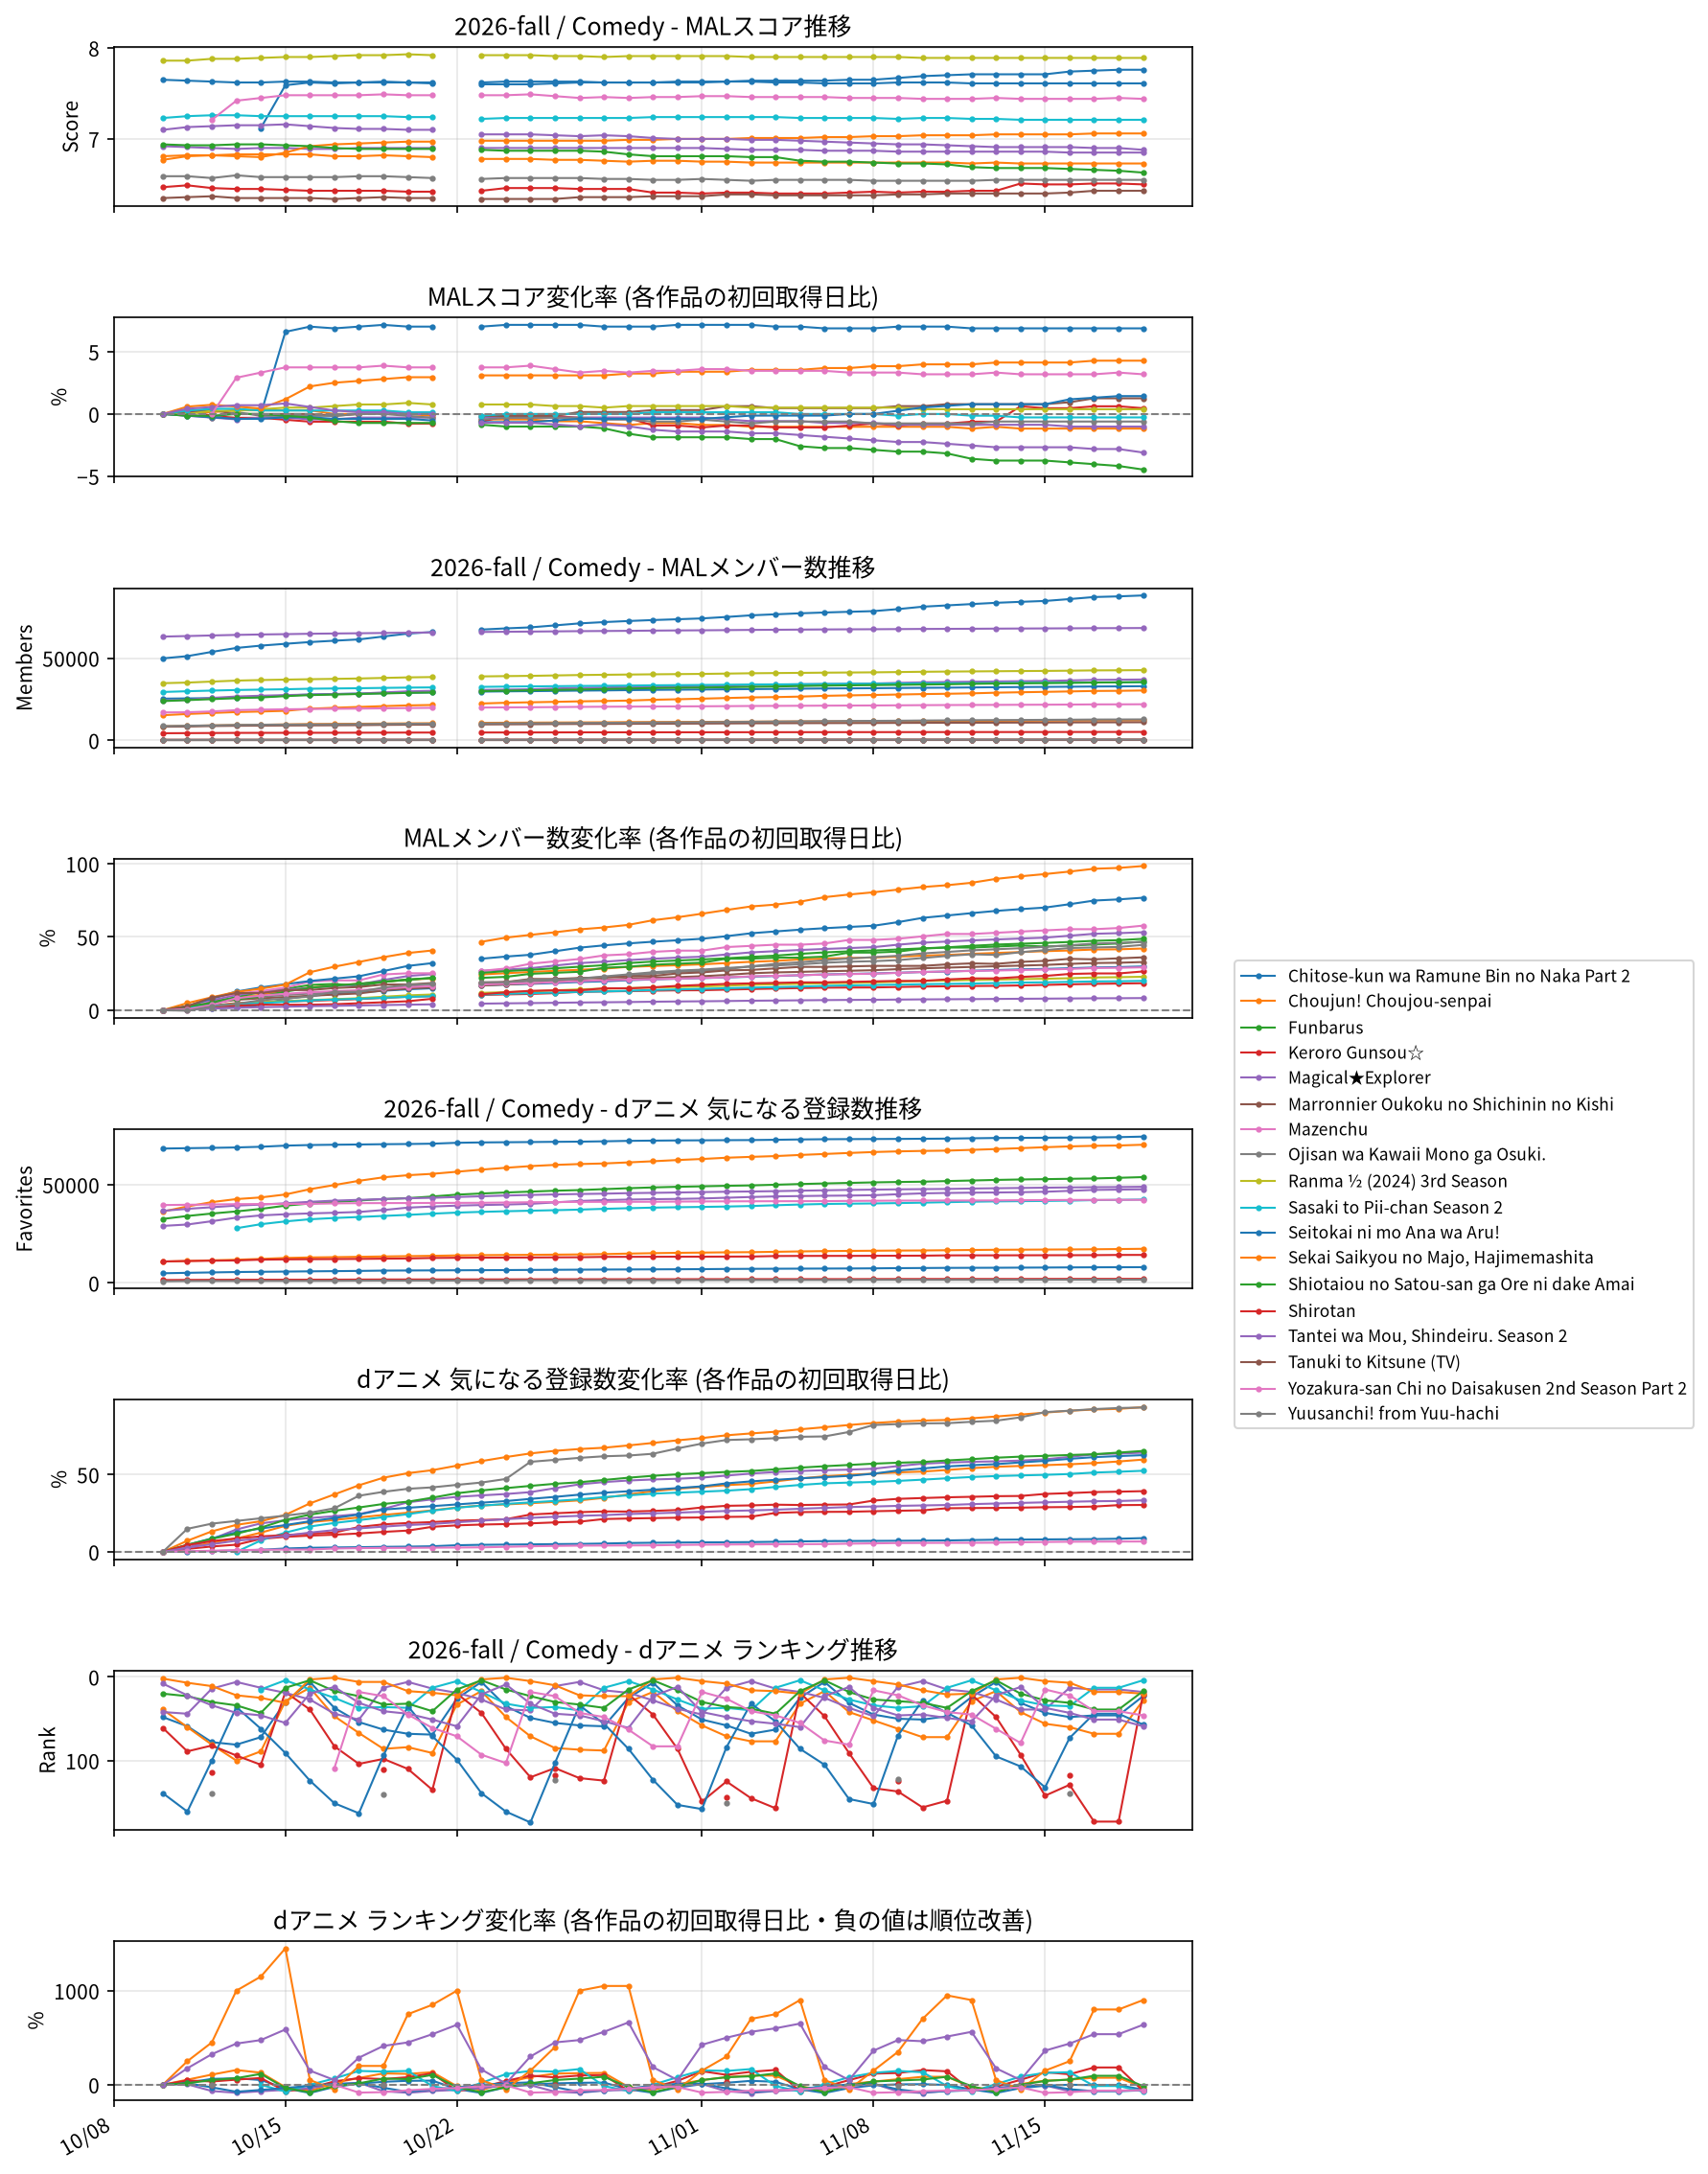 2026-fall / Comedy - MALスコア推移
8
7
Score
MALスコア変化率 (各作品の初回取得日比)
5
0
−5
%
2026-fall / Comedy - MALメンバー数推移
50000
0
Members
MALメンバー数変化率 (各作品の初回取得日比)
100
50
0
%
Chitose-kun wa Ramune Bin no Naka Part 2
Choujun! Choujou-senpai
Funbarus
Keroro Gunsou☆
Magical★Explorer
Marronnier Oukoku no Shichinin no Kishi
Mazenchu
Ojisan wa Kawaii Mono ga Osuki.
Ranma ½ (2024) 3rd Season
Sasaki to Pii-chan Season 2
Seitokai ni mo Ana wa Aru!
Sekai Saikyou no Majo, Hajimemashita
Shiotaiou no Satou-san ga Ore ni dake Amai
Shirotan
Tantei wa Mou, Shindeiru. Season 2
Tanuki to Kitsune (TV)
Yozakura-san Chi no Daisakusen 2nd Season Part 2
Yuusanchi! from Yuu-hachi
2026-fall / Comedy - dアニメ 気になる登録数推移
50000
0
Favorites
dアニメ 気になる登録数変化率 (各作品の初回取得日比)
50
0
%
2026-fall / Comedy - dアニメ ランキング推移
0
100
Rank
dアニメ ランキング変化率 (各作品の初回取得日比・負の値は順位改善)
1000
0
%
10/08
10/15
10/22
11/01
11/08
11/15